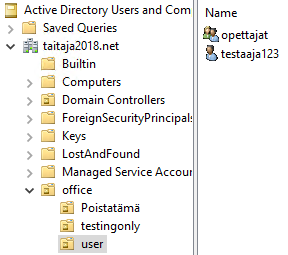 Active Directory Users and Com
Saved Queries
taitaja2018.net
Builtin
Computers
Domain Controllers
ForeignSecurityPrincipals
Keys
LostAndFound
Managed Service Accou
office
Poistatämä
testingonly
user
Name
opettajat
testaaja123